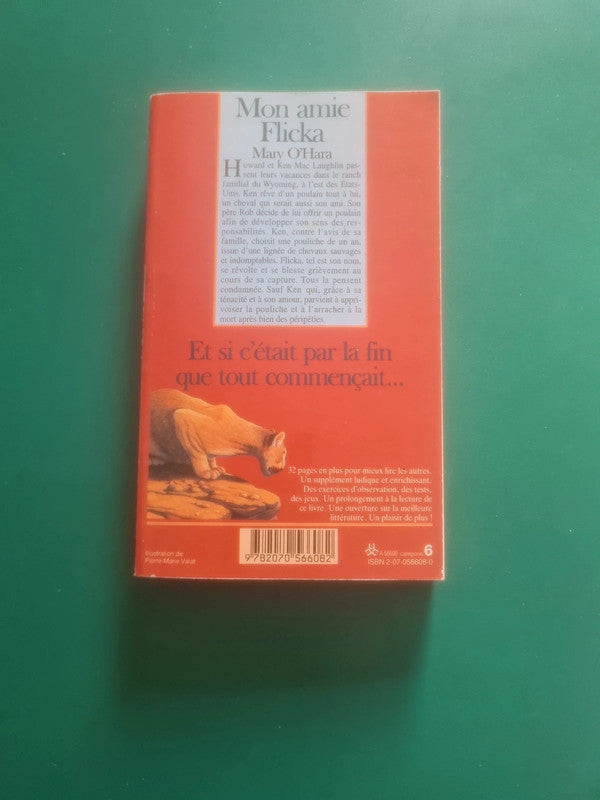 Mon amie
Flicka
Mary O'Hara
Howard et Ken Mac Laughlin pas-
sent leurs vacances dans le ranch
familial du Wyoming, à l'est des États-
Unis. Ken rêve d'un poulain tout à lui,
un cheval qui serait aussi son ami. Son
père Rob décide de lui offrir un poulain
afin de développer son sens des res-
ponsabilités. Ken, contre l'avis de sa
famille, choisit une pouliche de un an,
issue d'une lignée de chevaux sauvages
et indomptables. Flicka, tel est son nom,
se révolte et se blesse grièvement au
cours de sa capture. Tous la pensent
condamnée. Sauf Ken qui, grâce à sa
ténacité et à son amour, parvient à appri-
voiser la pouliche et à l'arracher à la
mort après bien des péripéties.
Et si c'était par la fin
que tout commençait...
32 pages en plus pour mieux lire les autres.
Un supplément ludique et enrichissant.
Des exercices d'observation, des tests,
des jeux. Un prolongement à la lecture de
ce livre. Une ouverture sur la meilleure
littérature. Un plaisir de plus !
Illustration de
Pierre-Marie Valat
9 782070 566082
A 56608 catégorie 6
ISBN 2-07-056608-0